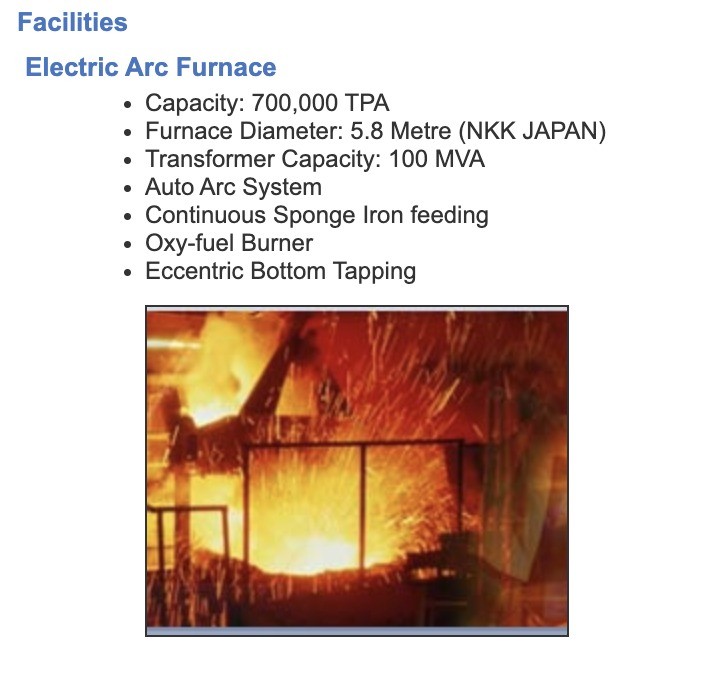 Facilities
Electric Arc Furnace
• Capacity: 700,000 TPA
• Furnace Diameter: 5.8 Metre (NKK JAPAN)
• Transformer Capacity: 100 MVA
• Auto Arc System
• Continuous Sponge Iron feeding
• Oxy-fuel Burner
• Eccentric Bottom Tapping